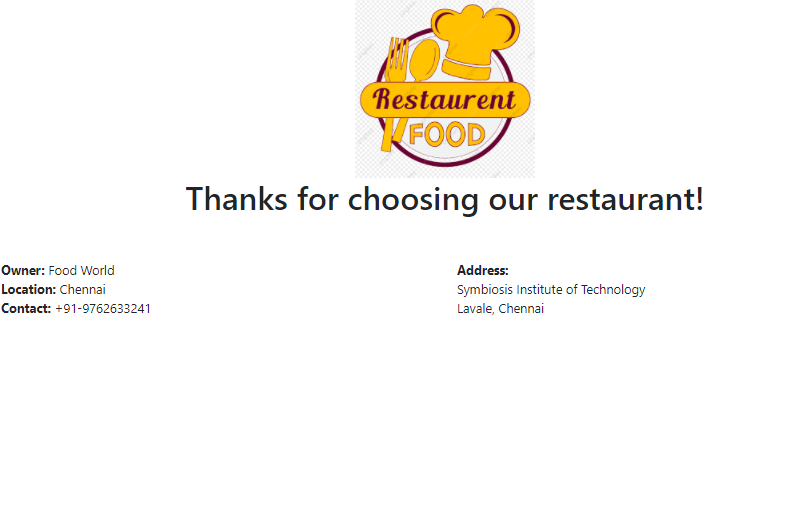 Restaurent
FOOD
Thanks for choosing our restaurant!
Owner: Food World
Location: Chennai
Contact: +91-9762633241
Address:
Symbiosis Institute of Technology
Lavale, Chennai